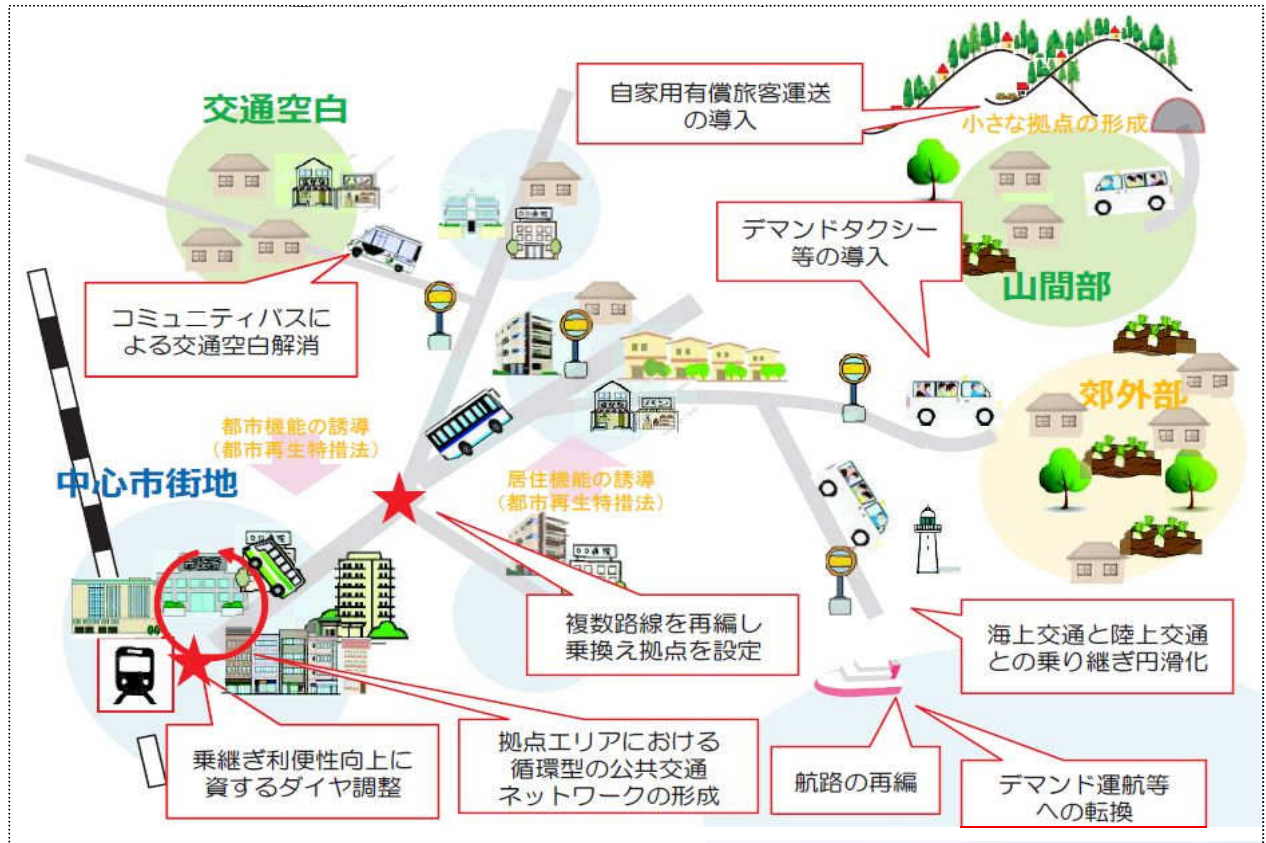 自家用有償旅客運送
の導入
小さな拠点の形成
交通空白
デマンドタクシー
等の導入
山間部
コミュニティバスに
よる交通空白解消
郊外部
都市機能の誘導
(都市再生特措法)
中心市街地
居住機能の誘導
(都市再生特措法)
複数路線を再編し
乗換え拠点を設定
海上交通と陸上交通
との乗り継ぎ円滑化
乗継ぎ利便性向上に
資するダイヤ調整
拠点エリアにおける
循環型の公共交通
ネットワークの形成
航路の再編
デマンド運航等
への転換